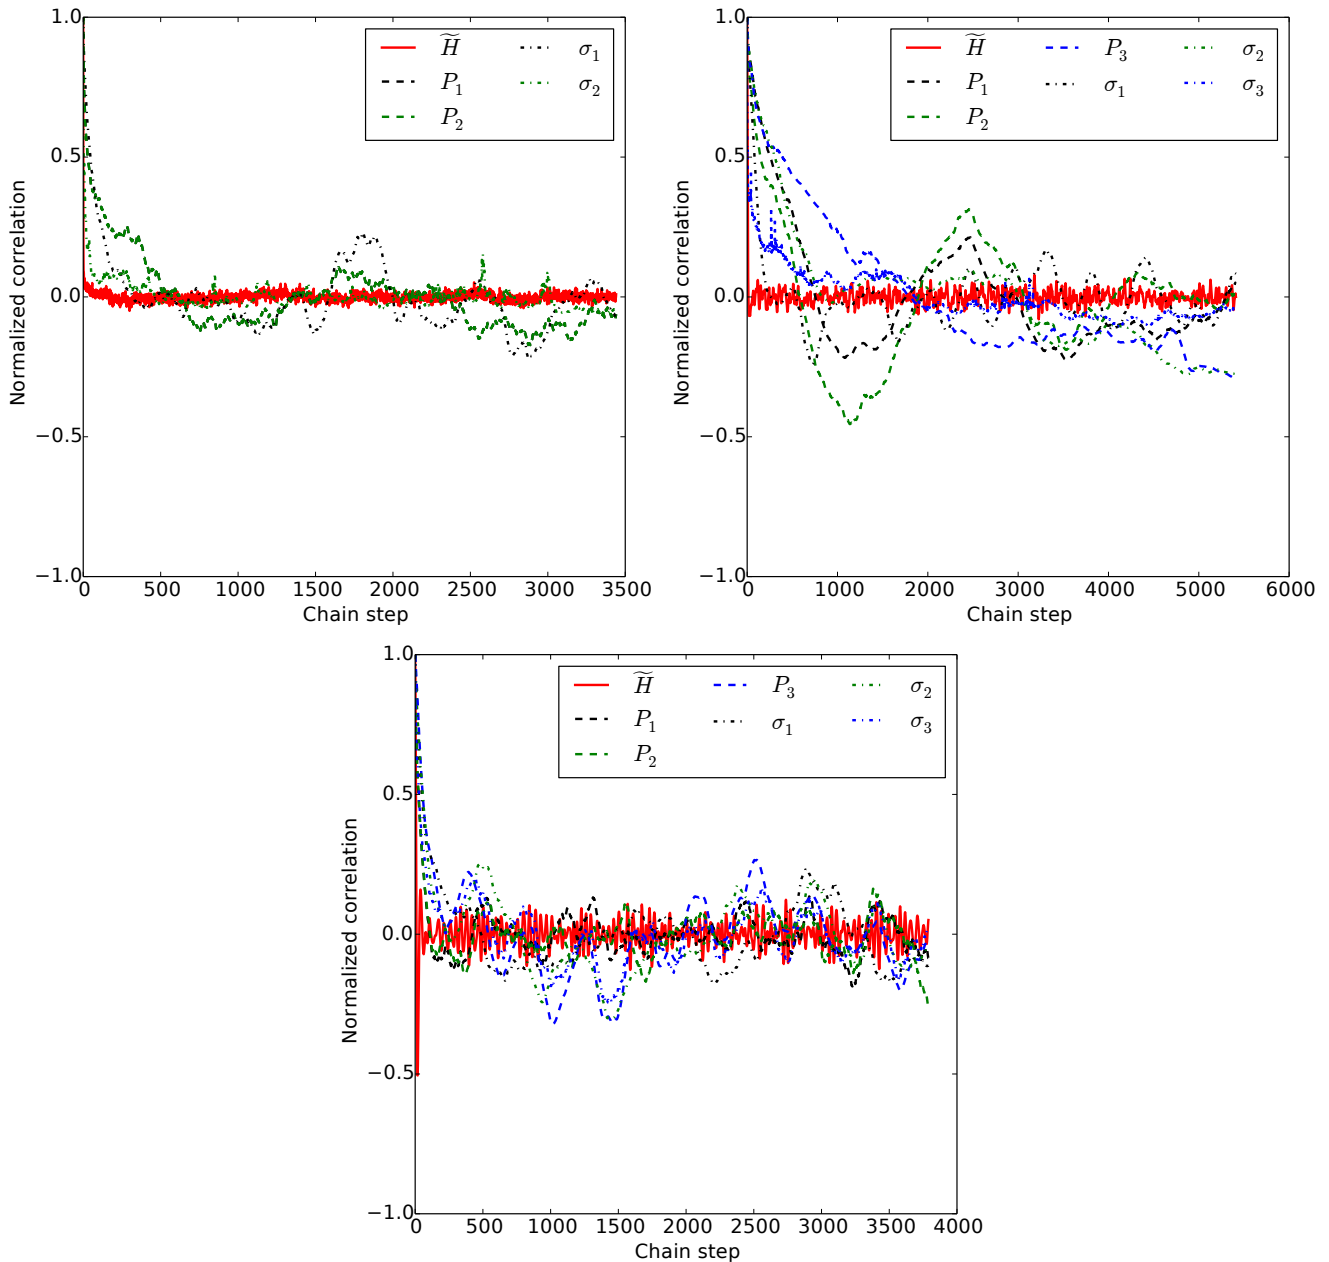 1.0
0.5
0.0
−0.5
−1.0
Normalized correlation
H̃ σ₁
P₁ σ₂
P₂
0 500 1000 1500 2000 2500 3000 3500
Chain step
1.0
0.5
0.0
−0.5
−1.0
Normalized correlation
H̃ P₃ σ₂
P₁ σ₁ σ₃
P₂
0 1000 2000 3000 4000 5000 6000
Chain step
1.0
0.5
0.0
−0.5
−1.0
Normalized correlation
H̃ P₃ σ₂
P₁ σ₁ σ₃
P₂
0 500 1000 1500 2000 2500 3000 3500 4000
Chain step